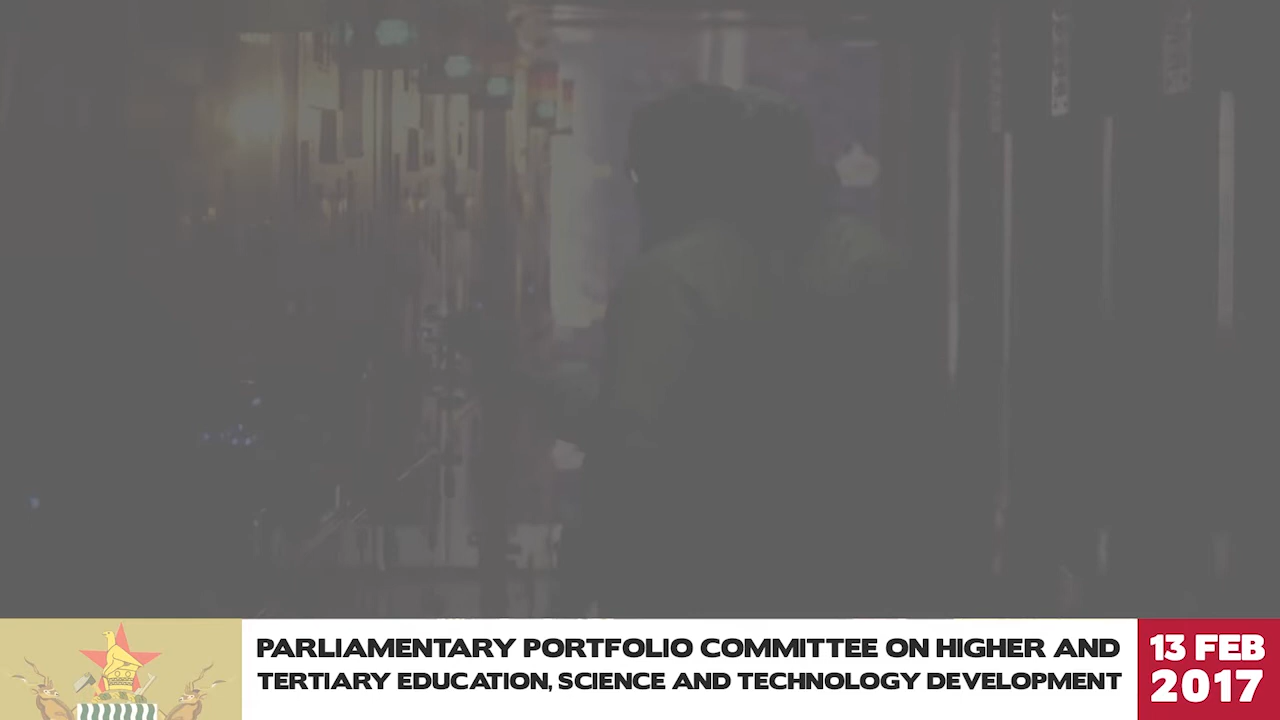 PARLIAMENTARY PORTFOLIO COMMITTEE ON HIGHER AND
TERTIARY EDUCATION, SCIENCE AND TECHNOLOGY DEVELOPMENT
13 FEB
2017